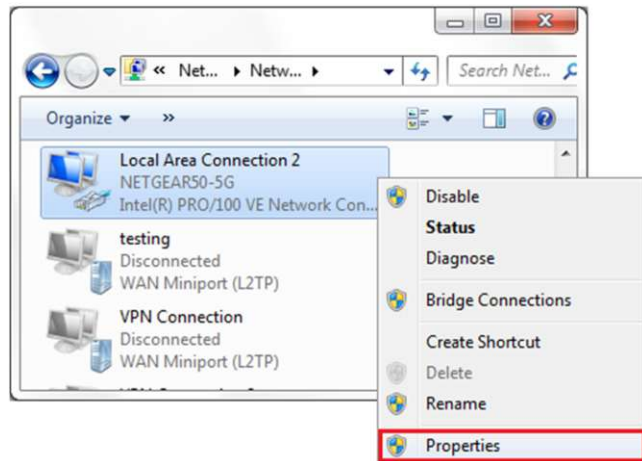 « Net... Netw...
Search Net...
Organize »
Local Area Connection 2
NETGEAR50-5G
Intel(R) PRO/100 VE Network Con...
testing
Disconnected
WAN Miniport (L2TP)
VPN Connection
Disconnected
WAN Miniport (L2TP)
Disable
Status
Diagnose
Bridge Connections
Create Shortcut
Delete
Rename
Properties